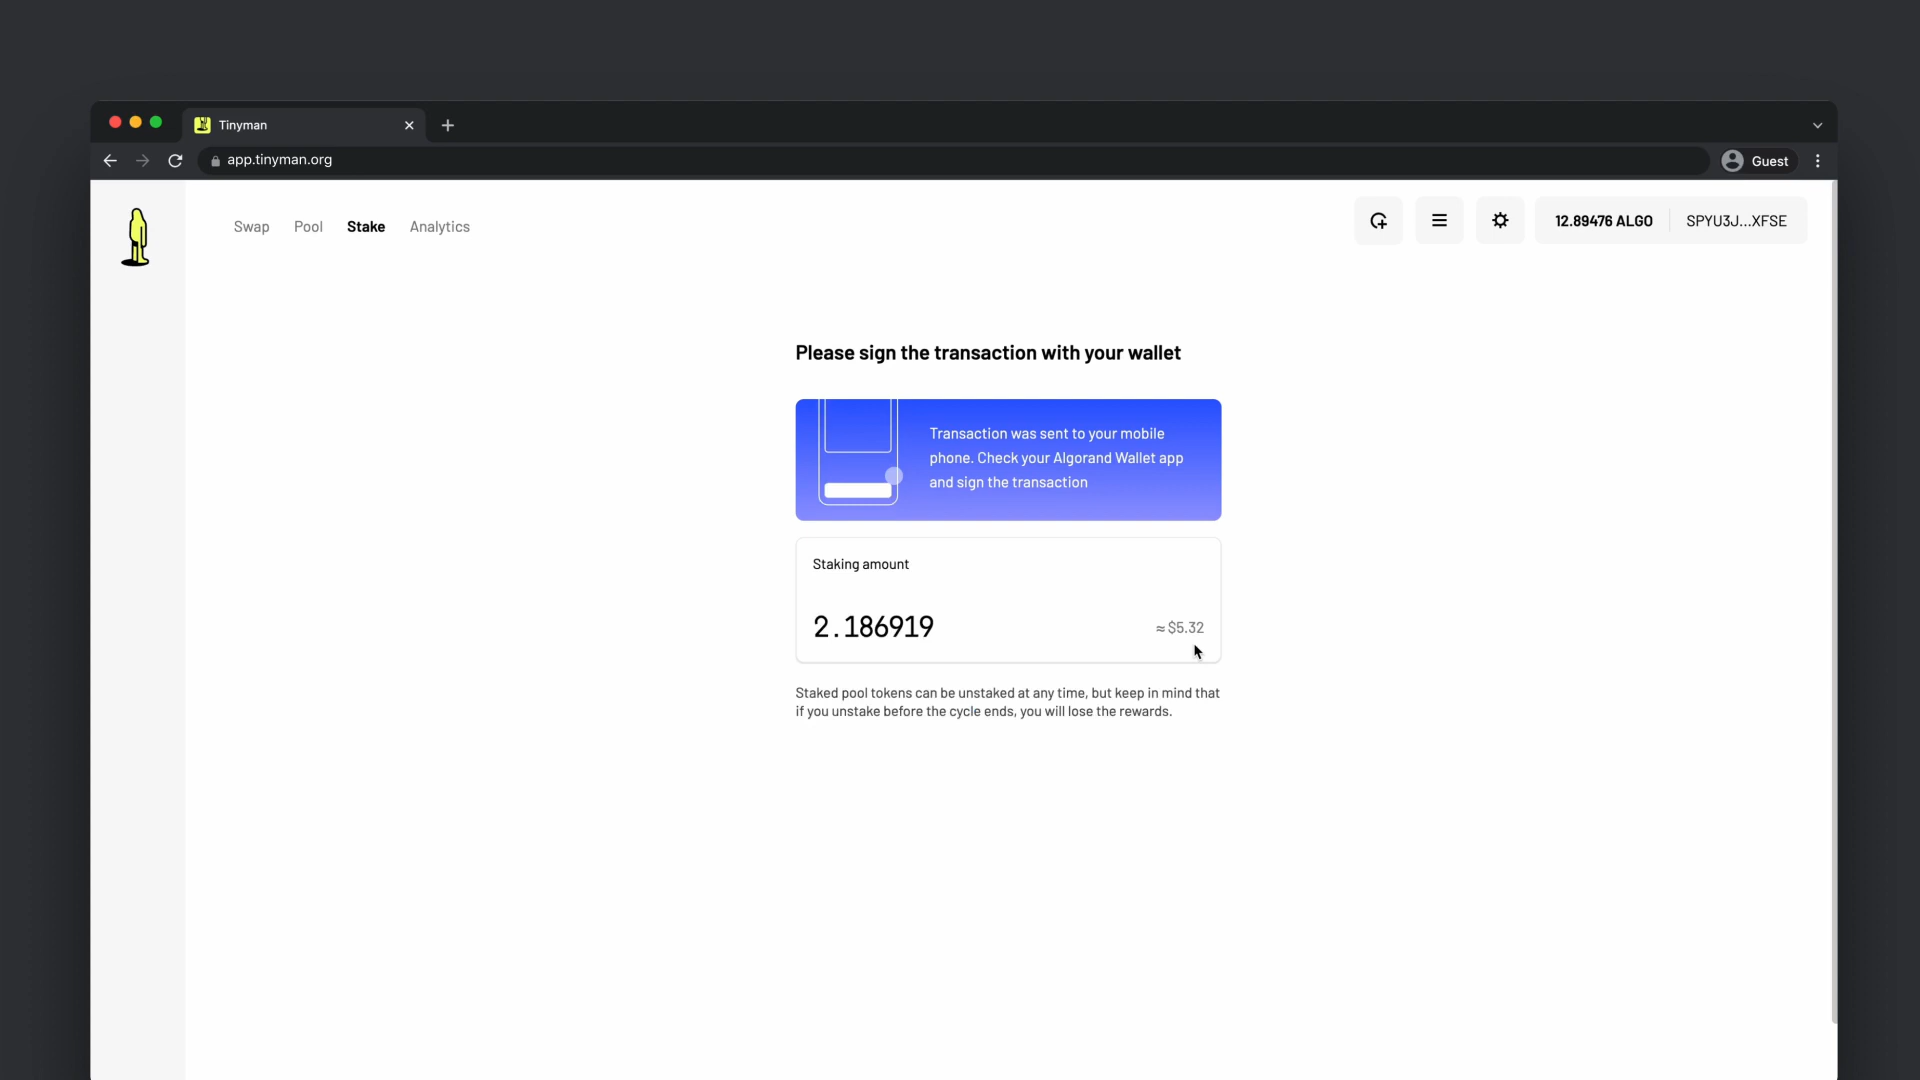 Tinyman
app.tinyman.org
Guest
Swap Pool Stake Analytics
12.89476 ALGO SPYU3J...XFSE
Please sign the transaction with your wallet
Transaction was sent to your mobile
phone. Check your Algorand Wallet app
and sign the transaction
Staking amount
2.186919 ≈ $5.32
Staked pool tokens can be unstaked at any time, but keep in mind that
if you unstake before the cycle ends, you will lose the rewards.